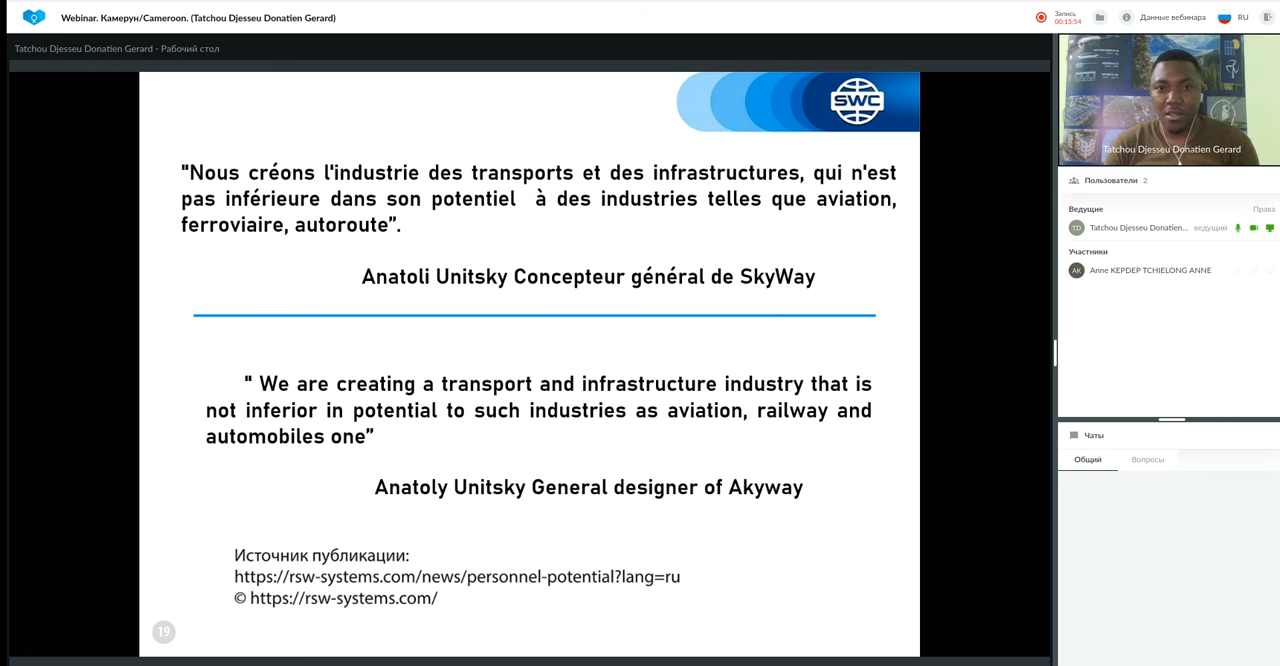 Webinar. Камерун/Cameroon. (Tatchou Djesseu Donatien Gerard)
Запись
00:15:54
Данные вебинара
RU
Tatchou Djesseu Donatien Gerard - Рабочий стол
SWC
"Nous créons l'industrie des transports et des infrastructures, qui n'est
pas inférieure dans son potentiel à des industries telles que aviation,
ferroviaire, autoroute”.
Anatoli Unitsky Concepteur général de SkyWay
" We are creating a transport and infrastructure industry that is
not inferior in potential to such industries as aviation, railway and
automobiles one”
Anatoly Unitsky General designer of Akyway
Источник публикации:
https://rsw-systems.com/news/personnel-potential?lang=ru
© https://rsw-systems.com/
19
Tatchou Djesseu Donatien Gerard
Пользователи 2
Ведущие Права
TD Tatchou Djesseu Donatien... ведущий
Участники
AK Anne KEPDEP TCHIELONG ANNE
Чаты
Общий Вопросы